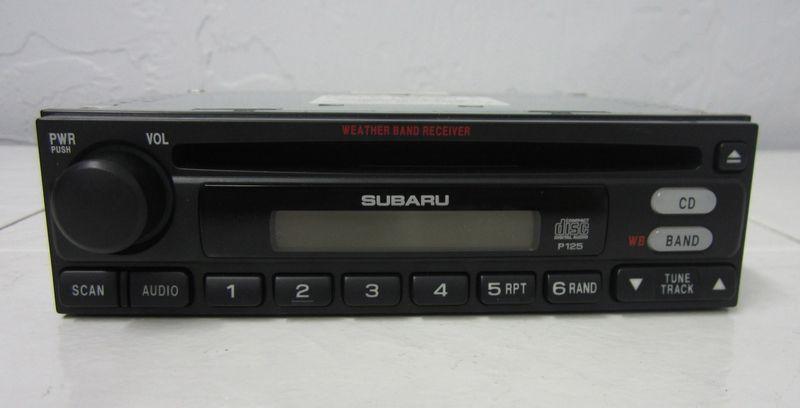 WEATHER BAND RECEIVER
PWR
PUSH
VOL
SUBARU
CD
COMPACT
disc
DIGITAL AUDIO
P125
WB BAND
SCAN AUDIO 1 2 3 4 5 RPT 6 RAND TUNE
TRACK